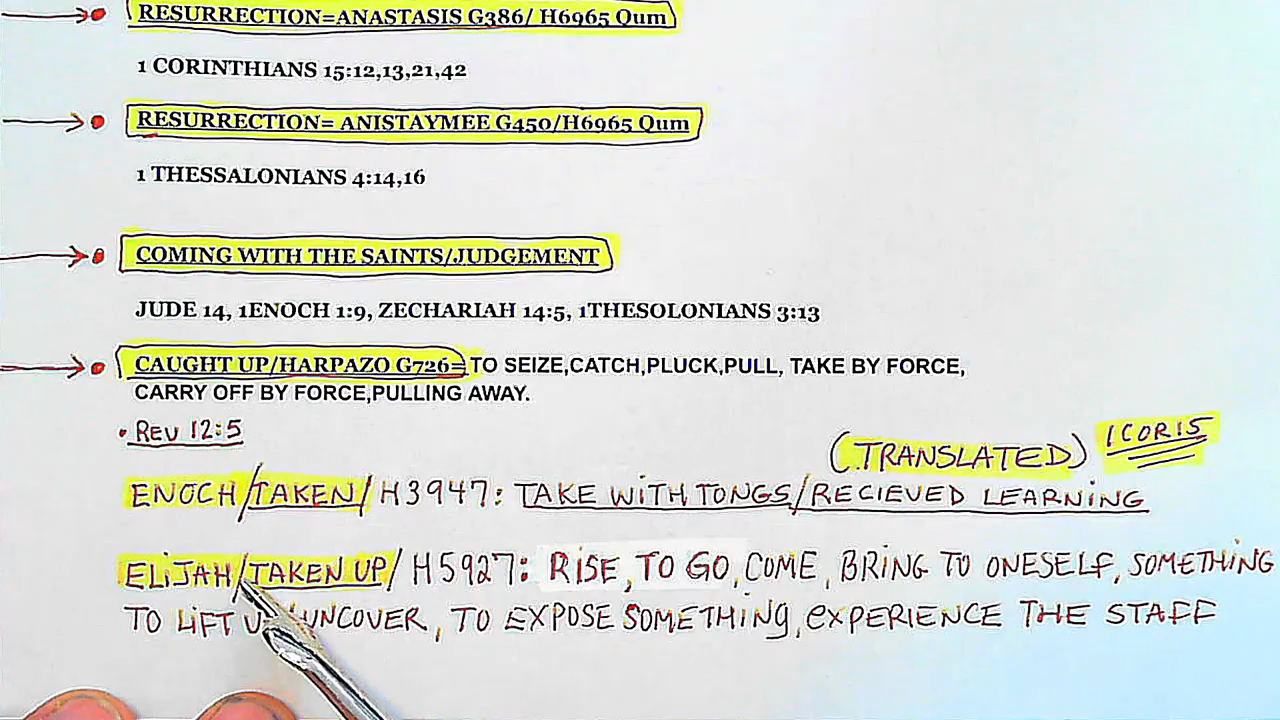 RESURRECTION=ANASTASIS G386/ H6965 Qum
1 CORINTHIANS 15:12,13,21,42
RESURRECTION= ANISTAYMEE G450/H6965 Qum
1 THESSALONIANS 4:14,16
COMING WITH THE SAINTS/JUDGEMENT
JUDE 14, 1ENOCH 1:9, ZECHARIAH 14:5, 1THESOLONIANS 3:13
CAUGHT UP/HARPAZO G726= TO SEIZE,CATCH,PLUCK,PULL, TAKE BY FORCE,
CARRY OFF BY FORCE,PULLING AWAY.
• REV 12:5
(TRANSLATED) 1COR15
ENOCH/TAKEN/H3947: TAKE WITH TONGS/RECIEVED LEARNING
ELIJAH/TAKEN UP/H5927: RISE, TO GO, COME, BRING TO ONESELF, SOMETHING
TO LIFT UNCOVER, TO EXPOSE SOMETHING, EXPERIENCE THE STAFF